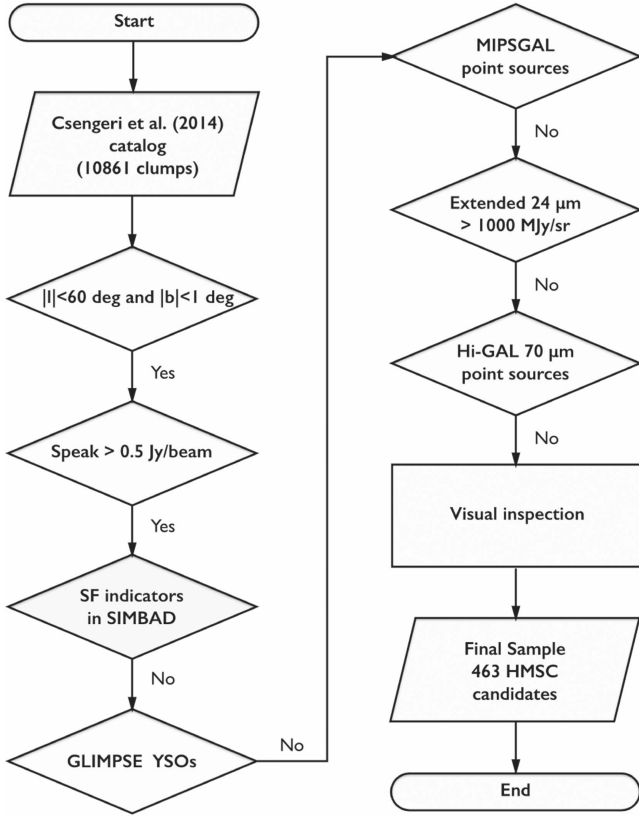 Start
Csengeri et al. (2014)
catalog
(10861 clumps)
|l|<60 deg and |b|<1 deg
Yes
Speak > 0.5 Jy/beam
Yes
SF indicators
in SIMBAD
No
GLIMPSE YSOs
No
MIPSGAL
point sources
No
Extended 24 μm
> 1000 MJy/sr
No
Hi-GAL 70 μm
point sources
No
Visual inspection
Final Sample
463 HMSC
candidates
End